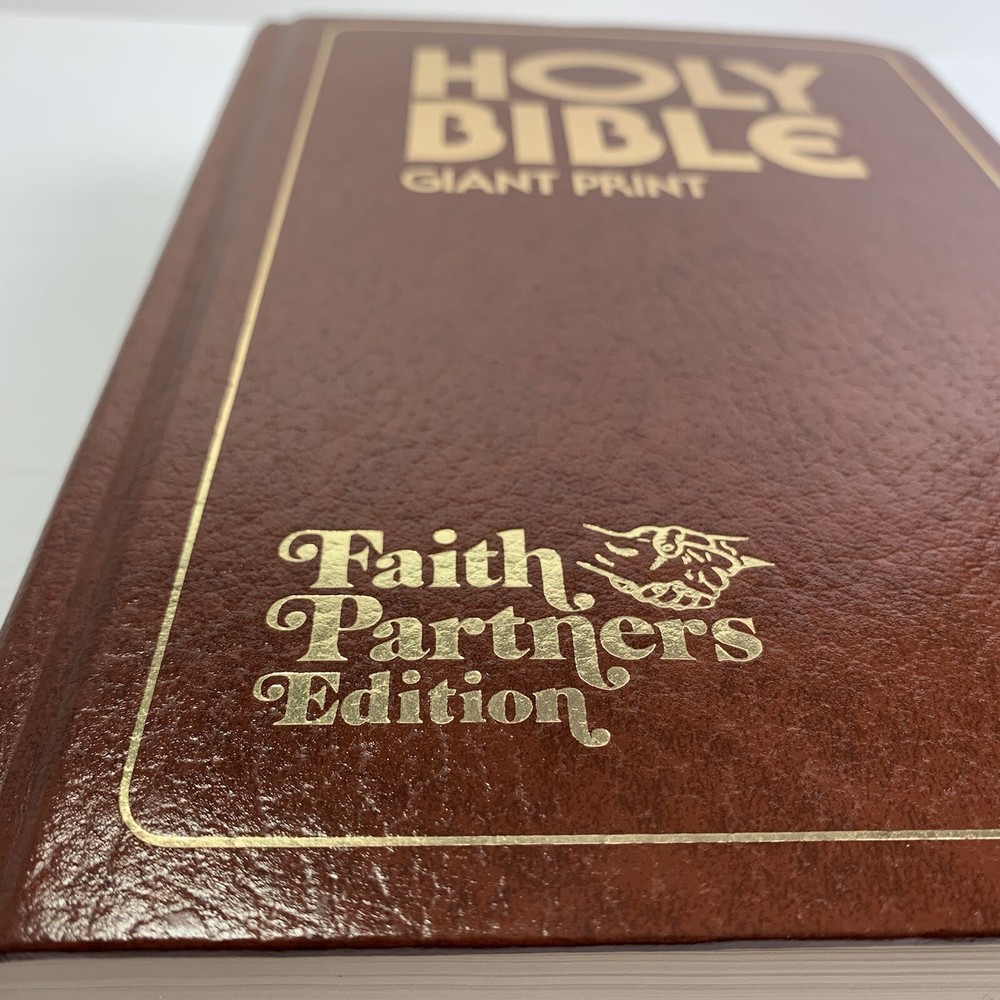 HOLY
BIBLE
GIANT PRINT
Faith
Partners
Edition